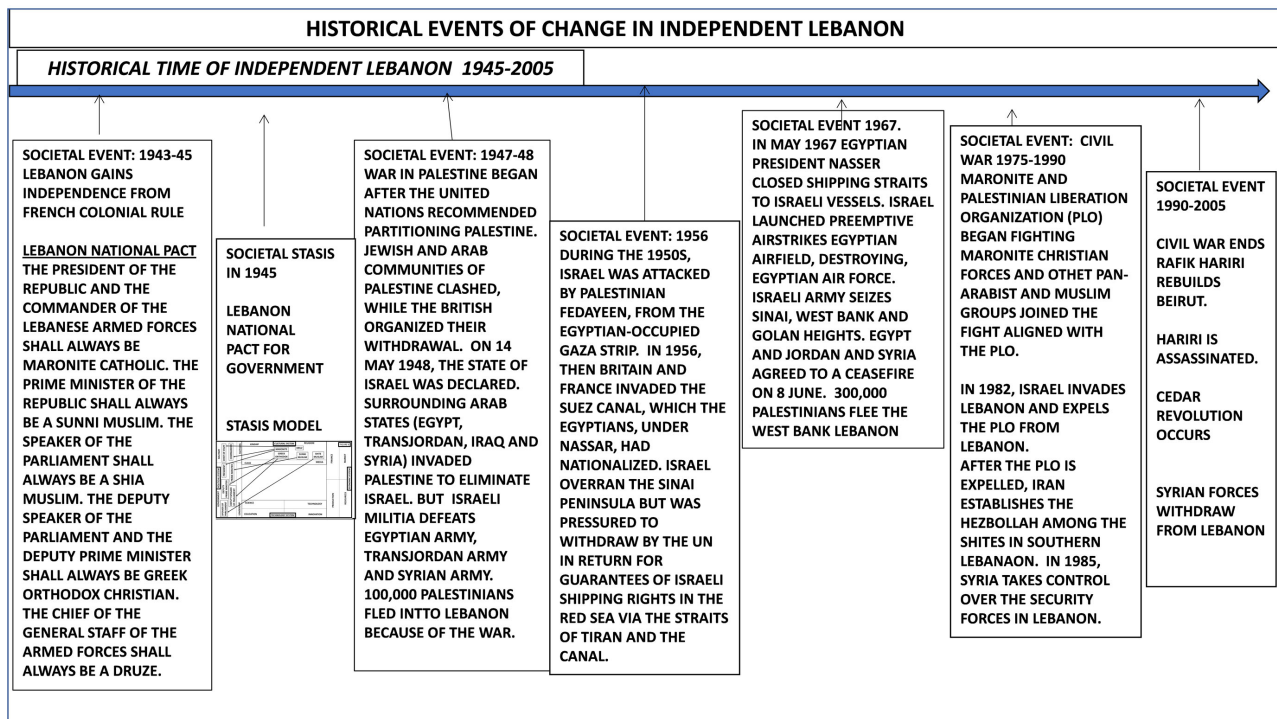 HISTORICAL EVENTS OF CHANGE IN INDEPENDENT LEBANON
HISTORICAL TIME OF INDEPENDENT LEBANON 1945-2005
SOCIETAL EVENT: 1943-45
LEBANON GAINS
INDEPENDENCE FROM
FRENCH COLONIAL RULE
LEBANON NATIONAL PACT
THE PRESIDENT OF THE
REPUBLIC AND THE
COMMANDER OF THE
LEBANESE ARMED FORCES
SHALL ALWAYS BE
MARONITE CATHOLIC. THE
PRIME MINISTER OF THE
REPUBLIC SHALL ALWAYS
BE A SUNNI MUSLIM. THE
SPEAKER OF THE
PARLIAMENT SHALL
ALWAYS BE A SHIA
MUSLIM. THE DEPUTY
SPEAKER OF THE
PARLIAMENT AND THE
DEPUTY PRIME MINISTER
SHALL ALWAYS BE GREEK
ORTHODOX CHRISTIAN.
THE CHIEF OF THE
GENERAL STAFF OF THE
ARMED FORCES SHALL
ALWAYS BE A DRUZE.
SOCIETAL STASIS
IN 1945
LEBANON
NATIONAL
PACT FOR
GOVERNMENT
STASIS MODEL
SOCIETAL EVENT: 1947-48
WAR IN PALESTINE BEGAN
AFTER THE UNITED
NATIONS RECOMMENDED
PARTITIONING PALESTINE.
JEWISH AND ARAB
COMMUNITIES OF
PALESTINE CLASHED,
WHILE THE BRITISH
ORGANIZED THEIR
WITHDRAWAL. ON 14
MAY 1948, THE STATE OF
ISRAEL WAS DECLARED.
SURROUNDING ARAB
STATES (EGYPT,
TRANSJORDAN, IRAQ AND
SYRIA) INVADED
PALESTINE TO ELIMINATE
ISRAEL. BUT ISRAELI
MILITIA DEFEATS
EGYPTIAN ARMY,
TRANSJORDAN ARMY
AND SYRIAN ARMY.
100,000 PALESTINIANS
FLED INTTO LEBANON
BECAUSE OF THE WAR.
SOCIETAL EVENT: 1956
DURING THE 1950S,
ISRAEL WAS ATTACKED
BY PALESTINIAN
FEDAYEEN, FROM THE
EGYPTIAN-OCCUPIED
GAZA STRIP. IN 1956,
THEN BRITAIN AND
FRANCE INVADED THE
SUEZ CANAL, WHICH THE
EGYPTIANS, UNDER
NASSAR, HAD
NATIONALIZED. ISRAEL
OVERRAN THE SINAI
PENINSULA BUT WAS
PRESSURED TO
WITHDRAW BY THE UN
IN RETURN FOR
GUARANTEES OF ISRAELI
SHIPPING RIGHTS IN THE
RED SEA VIA THE STRAITS
OF TIRAN AND THE
CANAL.
SOCIETAL EVENT 1967.
IN MAY 1967 EGYPTIAN
PRESIDENT NASSER
CLOSED SHIPPING STRAITS
TO ISRAELI VESSELS. ISRAEL
LAUNCHED PREEMPTIVE
AIRSTRIKES EGYPTIAN
AIRFIELD, DESTROYING,
EGYPTIAN AIR FORCE.
ISRAELI ARMY SEIZES
SINAI, WEST BANK AND
GOLAN HEIGHTS. EGYPT
AND JORDAN AND SYRIA
AGREED TO A CEASEFIRE
ON 8 JUNE. 300,000
PALESTINIANS FLEE THE
WEST BANK LEBANON
SOCIETAL EVENT: CIVIL
WAR 1975-1990
MARONITE AND
PALESTINIAN LIBERATION
ORGANIZATION (PLO)
BEGAN FIGHTING
MARONITE CHRISTIAN
FORCES AND OTHET PAN-
ARABIST AND MUSLIM
GROUPS JOINED THE
FIGHT ALIGNED WITH
THE PLO.
IN 1982, ISRAEL INVADES
LEBANON AND EXPELS
THE PLO FROM
LEBANON.
AFTER THE PLO IS
EXPELLED, IRAN
ESTABLISHES THE
HEZBOLLAH AMONG THE
SHITES IN SOUTHERN
LEBANAON. IN 1985,
SYRIA TAKES CONTROL
OVER THE SECURITY
FORCES IN LEBANON.
SOCIETAL EVENT
1990-2005
CIVIL WAR ENDS
RAFIK HARIRI
REBUILDS
BEIRUT.
HARIRI IS
ASSASSINATED.
CEDAR
REVOLUTION
OCCURS
SYRIAN FORCES
WITHDRAW
FROM LEBANON